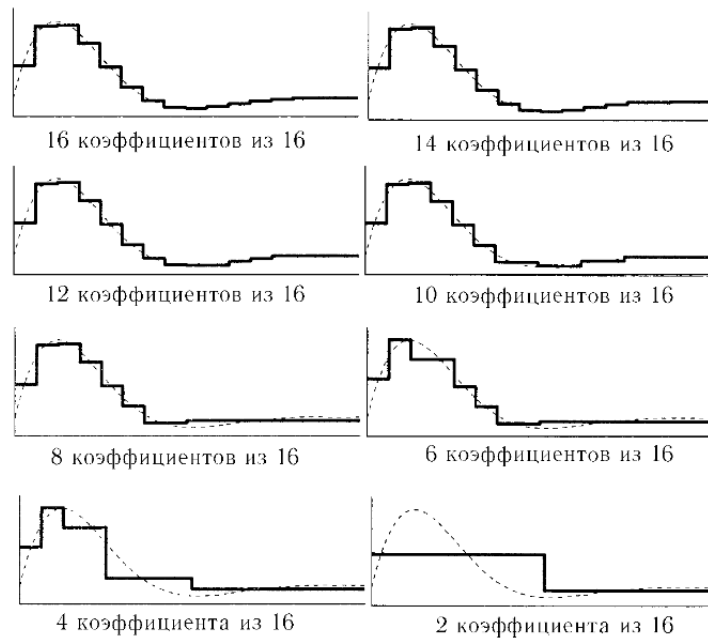 16 коэффициентов из 16
14 коэффициентов из 16
12 коэффициентов из 16
10 коэффициентов из 16
8 коэффициентов из 16
6 коэффициентов из 16
4 коэффициента из 16
2 коэффициента из 16